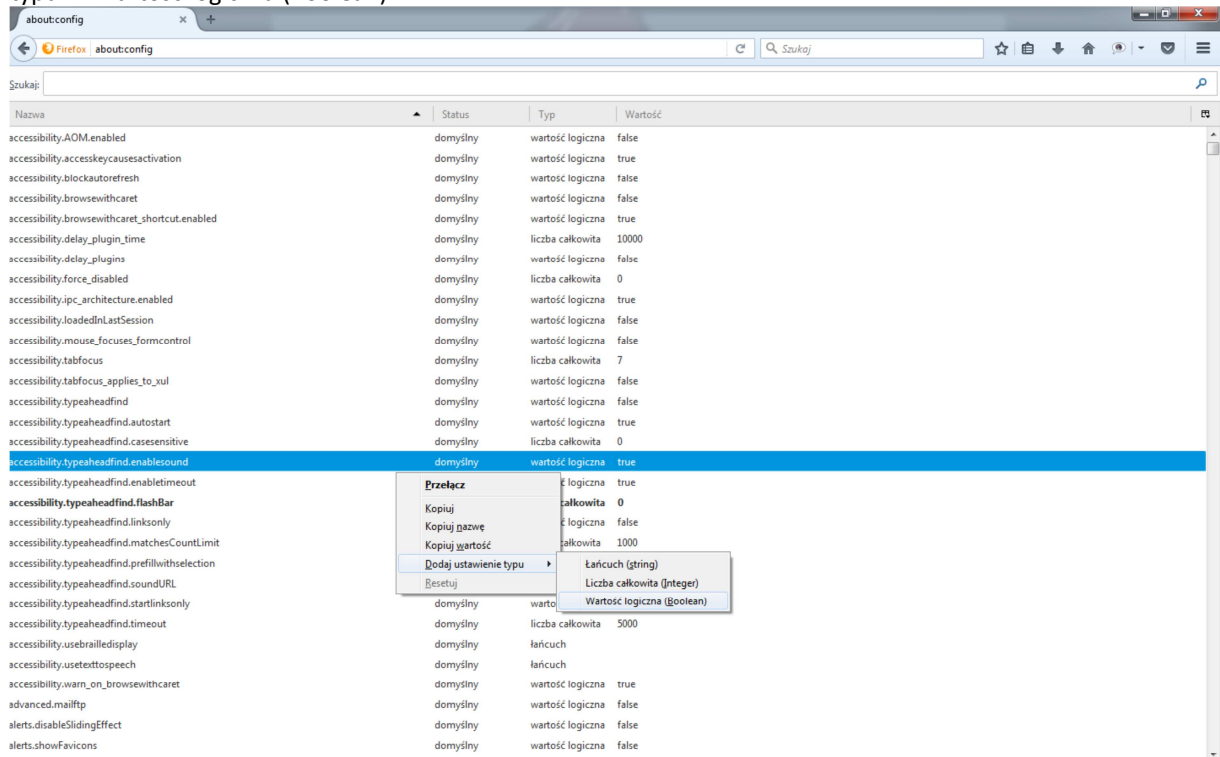 about:config × +
Firefox about:config Szukaj
Szukaj:
Nazwa Status Typ Wartość
accessibility.AOM.enabled domyślny wartość logiczna false
accessibility.accesskeycausesactivation domyślny wartość logiczna true
accessibility.blockautorefresh domyślny wartość logiczna false
accessibility.browsewithcaret domyślny wartość logiczna false
accessibility.browsewithcaret_shortcut.enabled domyślny wartość logiczna true
accessibility.delay_plugin_time domyślny liczba całkowita 10000
accessibility.delay_plugins domyślny wartość logiczna false
accessibility.force_disabled domyślny liczba całkowita 0
accessibility.ipc_architecture.enabled domyślny wartość logiczna true
accessibility.loadedInLastSession domyślny wartość logiczna false
accessibility.mouse_focuses_formcontrol domyślny wartość logiczna false
accessibility.tabfocus domyślny liczba całkowita 7
accessibility.tabfocus_applies_to_xul domyślny wartość logiczna false
accessibility.typeaheadfind domyślny wartość logiczna false
accessibility.typeaheadfind.autostart domyślny wartość logiczna true
accessibility.typeaheadfind.casesensitive domyślny liczba całkowita 0
accessibility.typeaheadfind.enablesound domyślny wartość logiczna true
accessibility.typeaheadfind.enabletimeout logiczna true
accessibility.typeaheadfind.flashBar całkowita 0
accessibility.typeaheadfind.linksonly logiczna false
accessibility.typeaheadfind.matchesCountLimit całkowita 1000
accessibility.typeaheadfind.prefillwithselection
accessibility.typeaheadfind.soundURL
accessibility.typeaheadfind.startlinksonly domyślny
accessibility.typeaheadfind.timeout domyślny liczba całkowita 5000
accessibility.usebrailledisplay domyślny łańcuch
accessibility.usetexttospeech domyślny łańcuch
accessibility.warn_on_browsewithcaret domyślny wartość logiczna true
advanced.mailftp domyślny wartość logiczna false
alerts.disableSlidingEffect domyślny wartość logiczna false
alerts.showFavicons domyślny wartość logiczna false
Przełącz
Kopiuj
Kopiuj nazwę
Kopiuj wartość
Dodaj ustawienie typu
Resetuj
Łańcuch (string)
Liczba całkowita (Integer)
Wartość logiczna (Boolean)